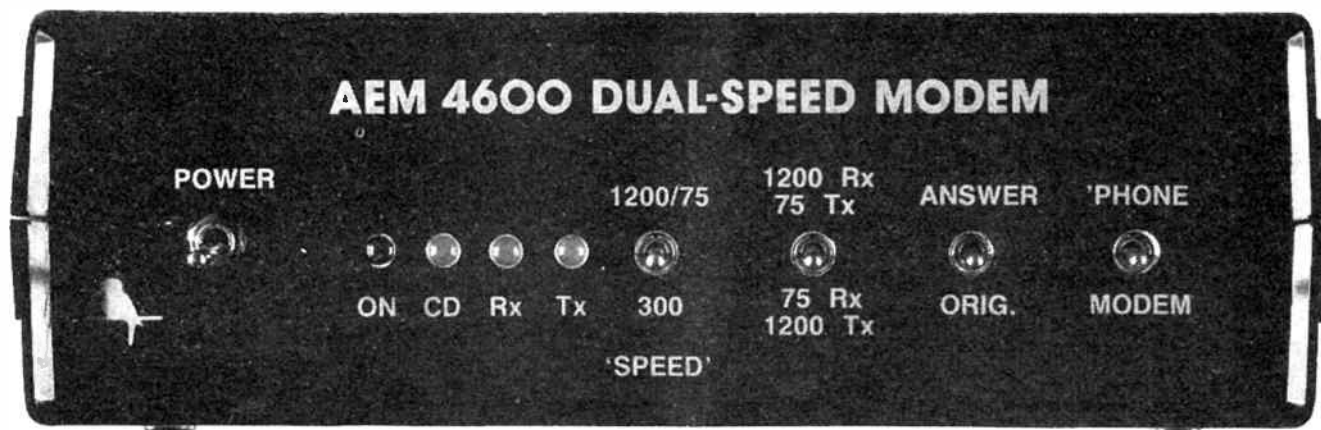 AEM 4600 DUAL-SPEED MODEM
POWER
1200/75
1200 Rx
75 Tx
ANSWER
'PHONE
ON
CD
Rx
Tx
300
75 Rx
1200 Tx
ORIG.
MODEM
'SPEED'